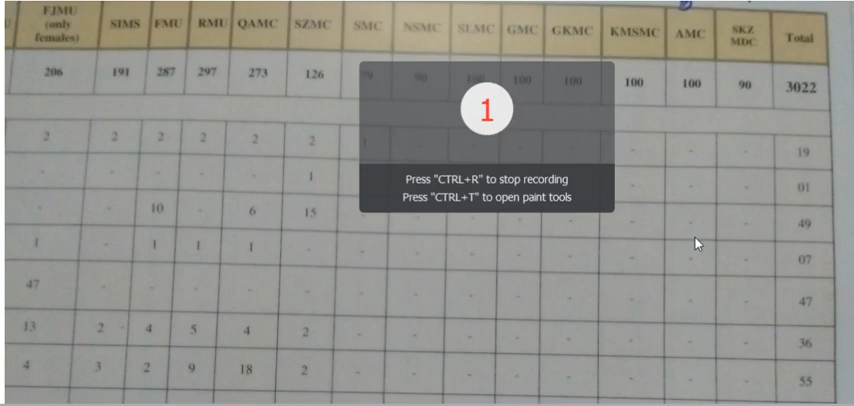 FJMU (only females) SIMS FMU RMU QAMC SZMC SMC NSMC SLMC GMC GKMC KMSMC AMC SKZ MDC Total
206 191 287 297 273 126 90 100 100 100 100 100 90 3022
1
2 2 2 2 2 2 1 - - - - - - - 19
- - - - - 1 - - - 01
Press "CTRL+R" to stop recording
Press "CTRL+T" to open paint tools
- - 10 - 6 15 - - - 49
1 - 1 1 1 - - - - - - - - - 07
47 - - - - - - - - - - - - - 47
13 2 4 5 4 2 - - - - - - - - 36
4 3 2 9 18 2 - - - - - - - - 55